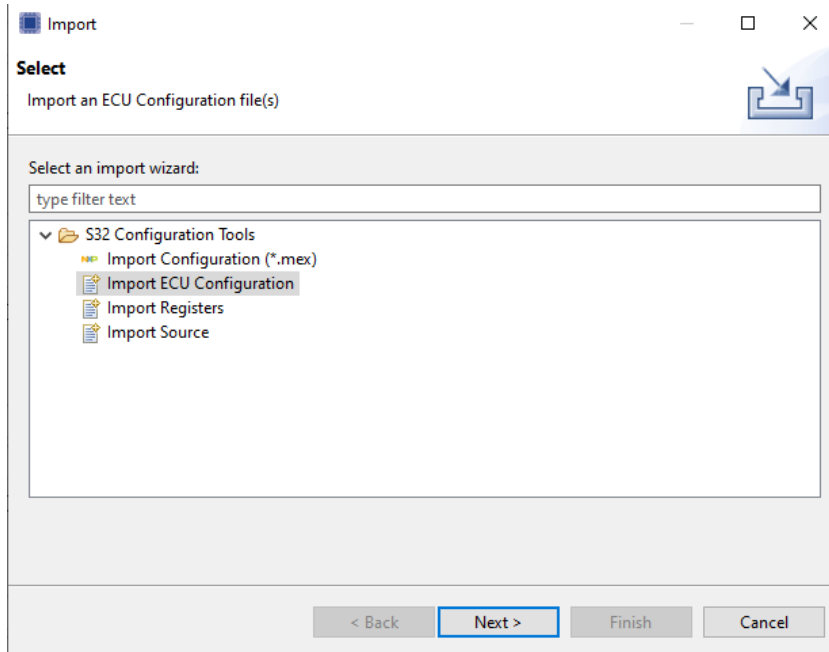 Import
Select
Import an ECU Configuration file(s)
Select an import wizard:
type filter text
S32 Configuration Tools
NXP Import Configuration (*.mex)
Import ECU Configuration
Import Registers
Import Source
< Back Next > Finish Cancel